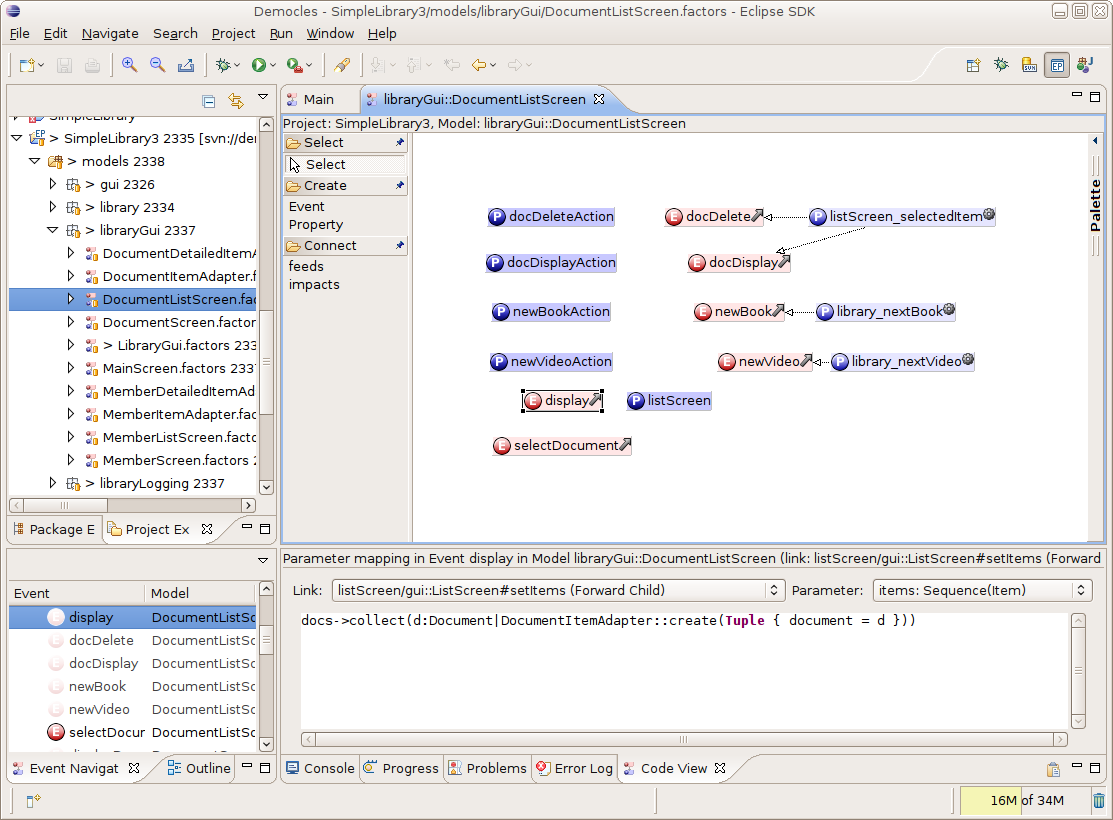 Democles - SimpleLibrary3/models/libraryGui/DocumentListScreen.factors - Eclipse SDK
File Edit Navigate Search Project Run Window Help
SimpleLibrary
> SimpleLibrary3 2335 [svn://de
> models 2338
> gui 2326
> library 2334
> libraryGui 2337
DocumentDetailedItemA
DocumentItemAdapter.f
DocumentListScreen.fac
DocumentScreen.factor
> LibraryGui.factors 233
MainScreen.factors 233
MemberDetailedItemAd
MemberItemAdapter.fac
MemberListScreen.facto
MemberScreen.factors 2
> libraryLogging 2337
Package E Project Ex
Main libraryGui::DocumentListScreen
Project: SimpleLibrary3, Model: libraryGui::DocumentListScreen
Select
Select
Create
Event
Property
Connect
feeds
impacts
P docDeleteAction E docDelete P listScreen_selectedItem
P docDisplayAction E docDisplay
P newBookAction E newBook P library_nextBook
P newVideoAction E newVideo P library_nextVideo
E display P listScreen
E selectDocument
Palette
Event Model
E display DocumentListSc
E docDelete DocumentListSc
E docDisplay DocumentListSc
E newBook DocumentListSc
E newVideo DocumentListSc
E selectDocur DocumentListSc
Event Navigat Outline
Parameter mapping in Event display in Model libraryGui::DocumentListScreen (link: listScreen/gui::ListScreen#setItems (Forward
Link: listScreen/gui::ListScreen#setItems (Forward Child) Parameter: items: Sequence(Item)
docs->collect(d:Document|DocumentItemAdapter::create(Tuple { document = d }))
Console Progress Problems Error Log Code View
16M of 34M